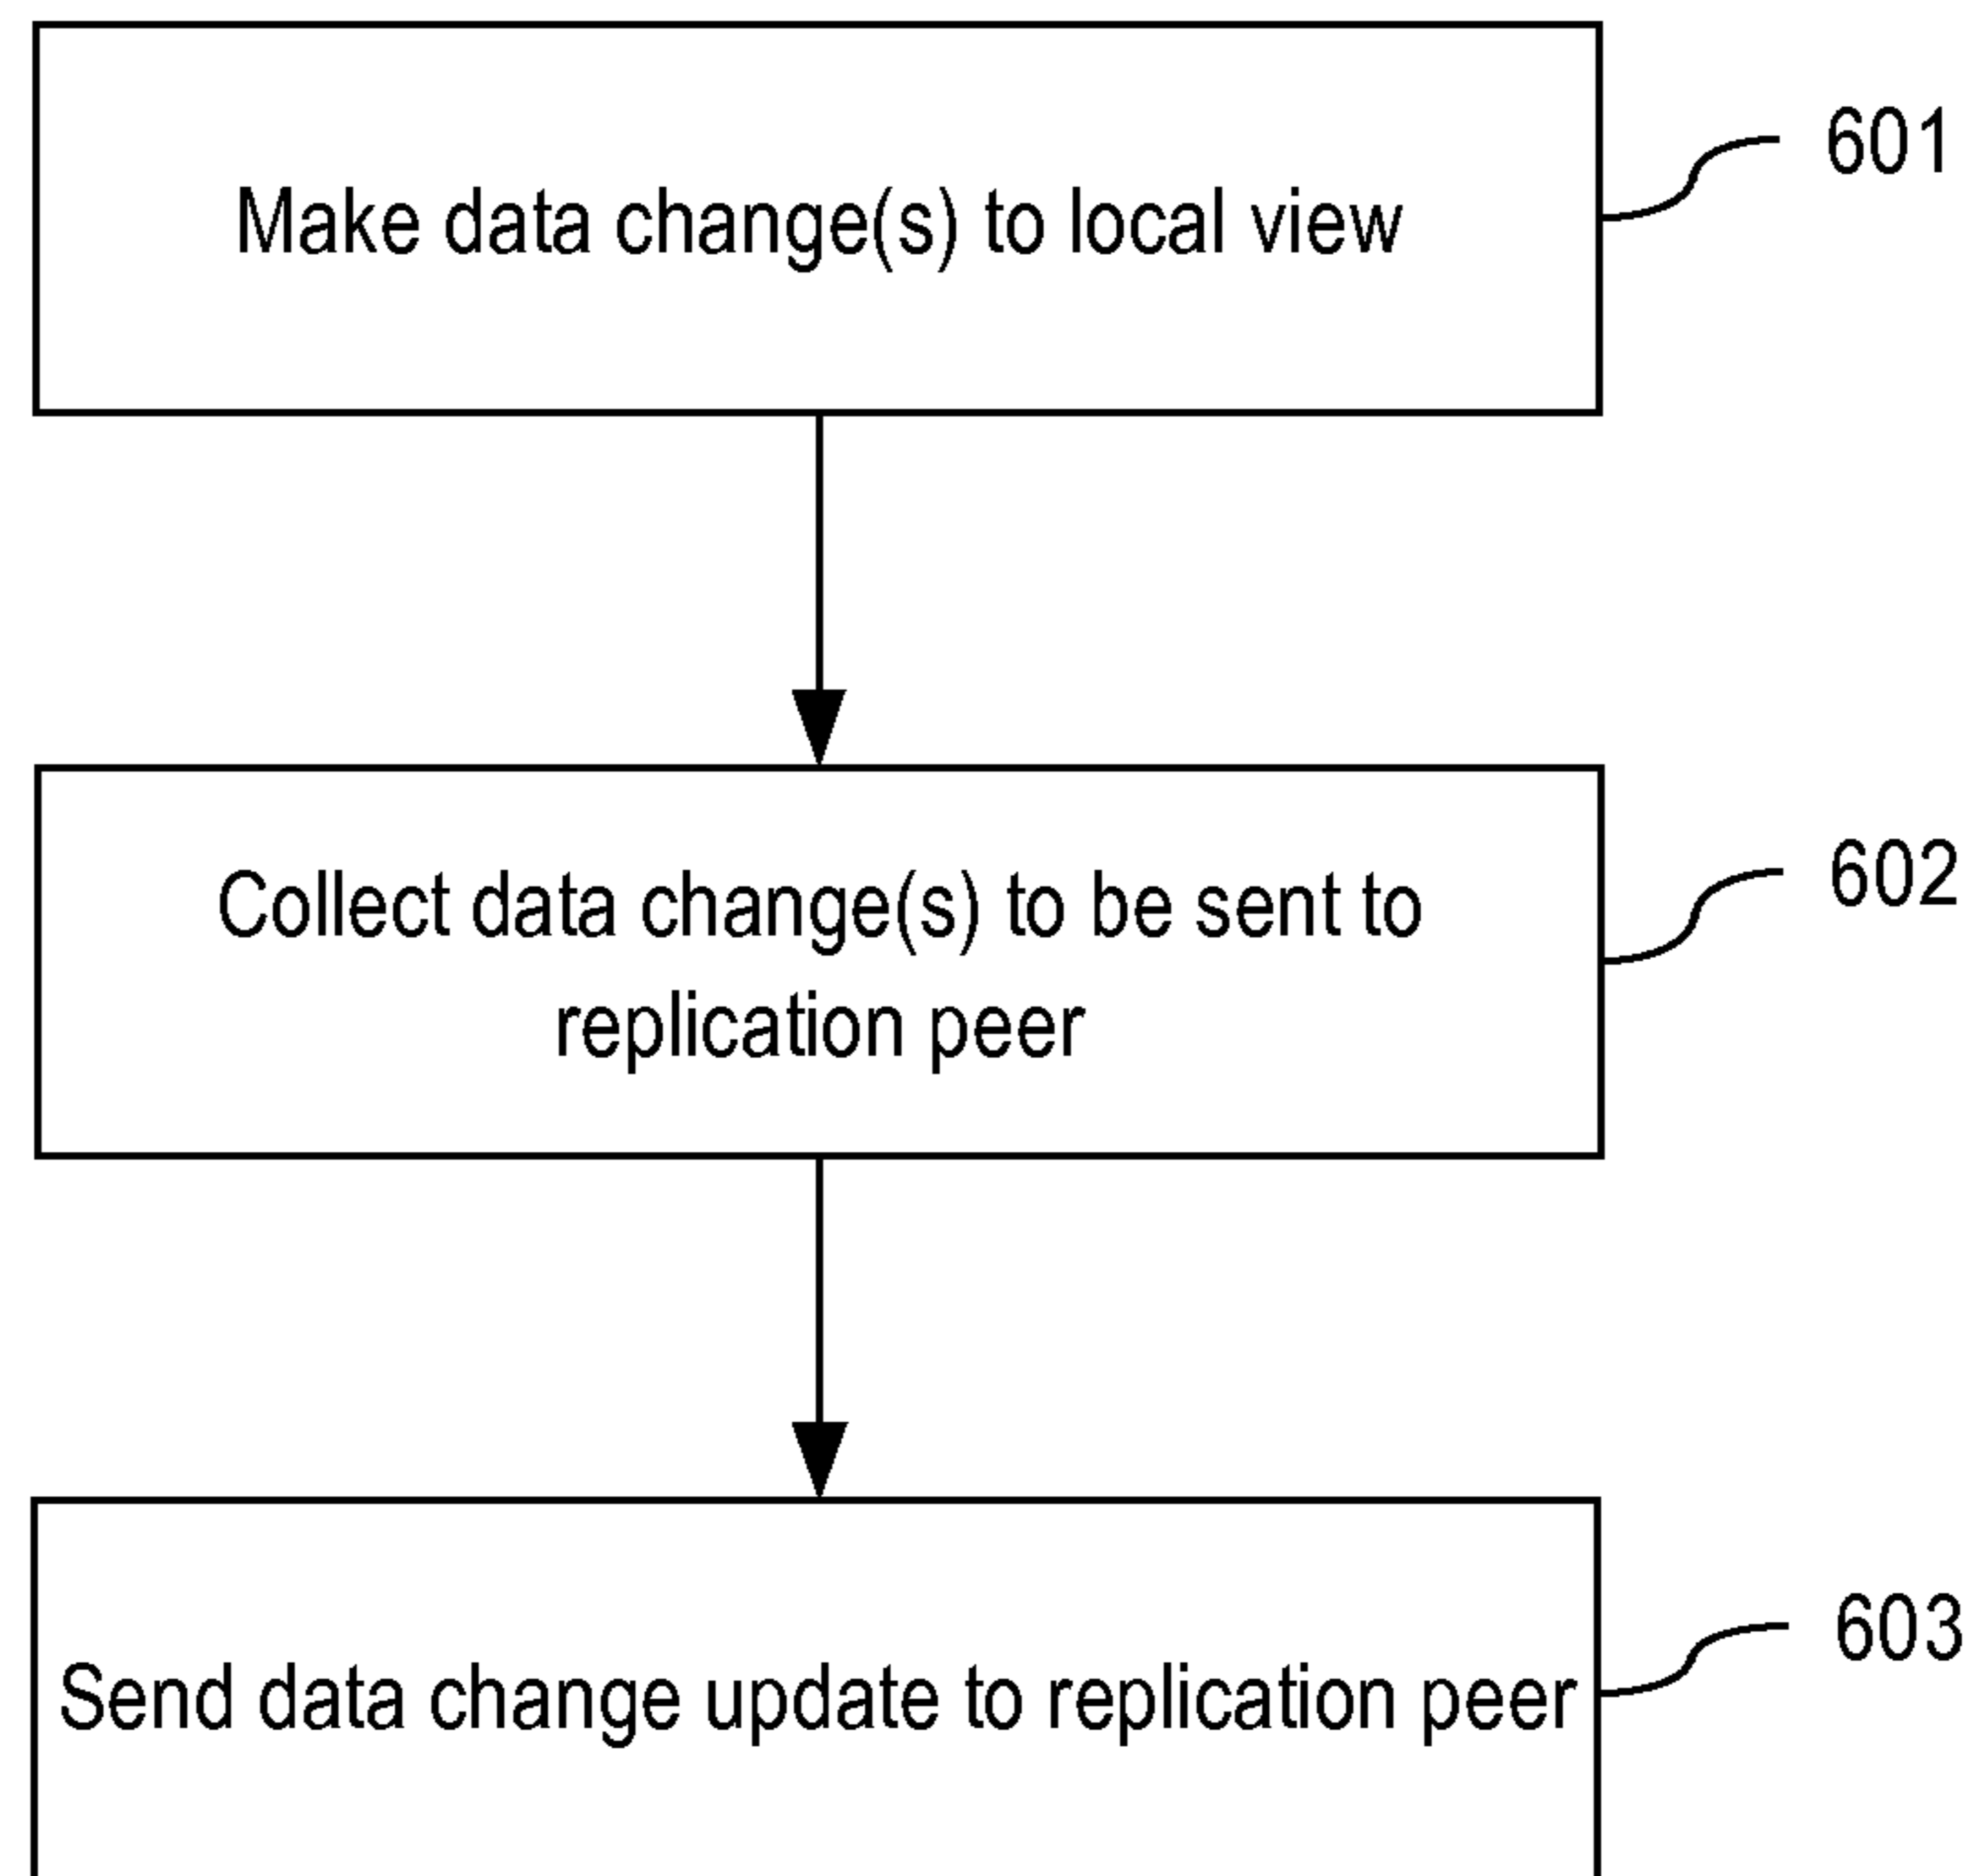 601
Make data change(s) to local view
602
Collect data change(s) to be sent to
replication peer
603
Send data change update to replication peer